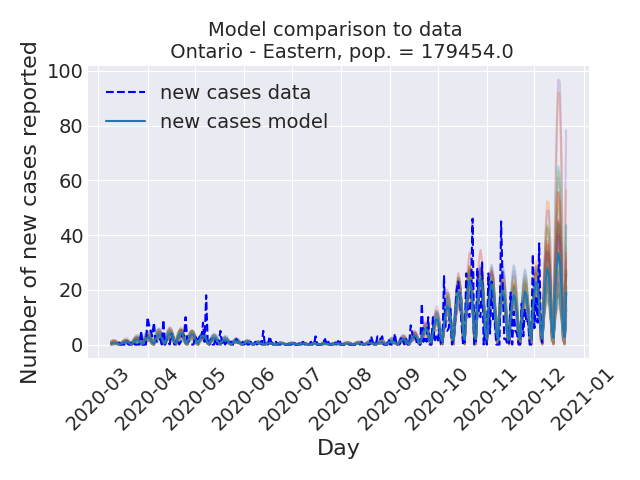 Model comparison to data
Ontario - Eastern, pop. = 179454.0
Number of new cases reported
100
80
60
40
20
0
new cases data
new cases model
2020-03
2020-04
2020-05
2020-06
2020-07
2020-08
2020-09
2020-10
2020-11
2020-12
2021-01
Day